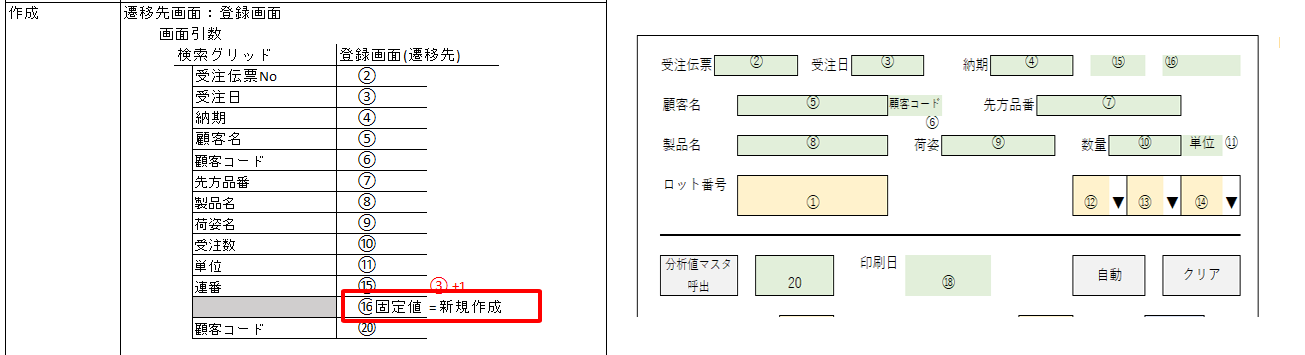 作成
遷移先画面：登録画面
画面引数
検索グリッド 登録画面(遷移先)
受注伝票No ②
受注日 ③
納期 ④
顧客名 ⑤
顧客コード ⑥
先方品番 ⑦
製品名 ⑧
荷姿名 ⑨
受注数 ⑩
単位 ⑪
連番 ⑮ ③ +1
⑯ 固定値 =新規作成
顧客コード ⑳
受注伝票 ② 受注日 ③ 納期 ④ ⑮ ⑯
顧客名 ⑤ 顧客コード 先方品番 ⑦
⑥
製品名 ⑧ 荷姿 ⑨ 数量 ⑩ 単位 ⑪
ロット番号 ① ⑫ ▼ ⑬ ▼ ⑭ ▼
分析値マスタ
呼出
20 印刷日 ⑱ 自動 クリア